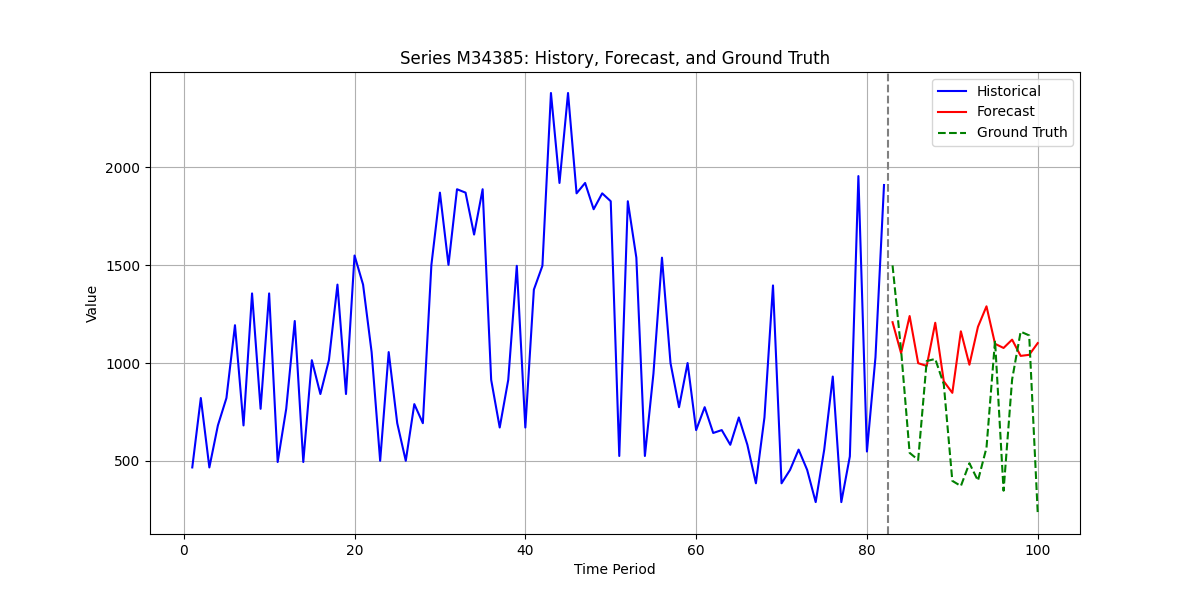 Series M34385: History, Forecast, and Ground Truth
Historical
Forecast
Ground Truth
Value
2000
1500
1000
500
0
20
40
60
80
100
Time Period